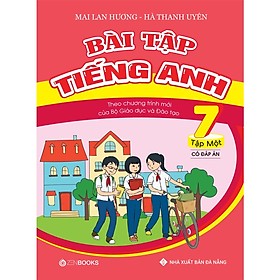 MAI LAN HƯƠNG - HÀ THANH UYÊN
BÀI TẬP
TIẾNG ANH
Theo chương trình mới
của Bộ Giáo dục và Đào tạo
7
Tập Một
CÓ ĐÁP ÁN
ZENBOOKS
NHÀ XUẤT BẢN ĐÀ NẴNG